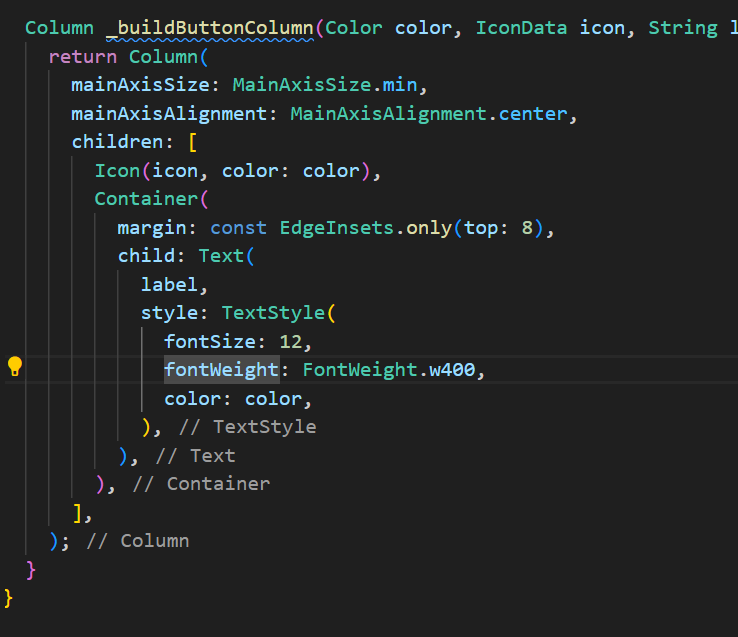 Column _buildButtonColumn(Color color, IconData icon, String
return Column(
mainAxisSize: MainAxisSize.min,
mainAxisAlignment: MainAxisAlignment.center,
children: [
Icon(icon, color: color),
Container(
margin: const EdgeInsets.only(top: 8),
child: Text(
label,
style: TextStyle(
fontSize: 12,
fontWeight: FontWeight.w400,
color: color,
), // TextStyle
), // Text
), // Container
],
); // Column
}
}